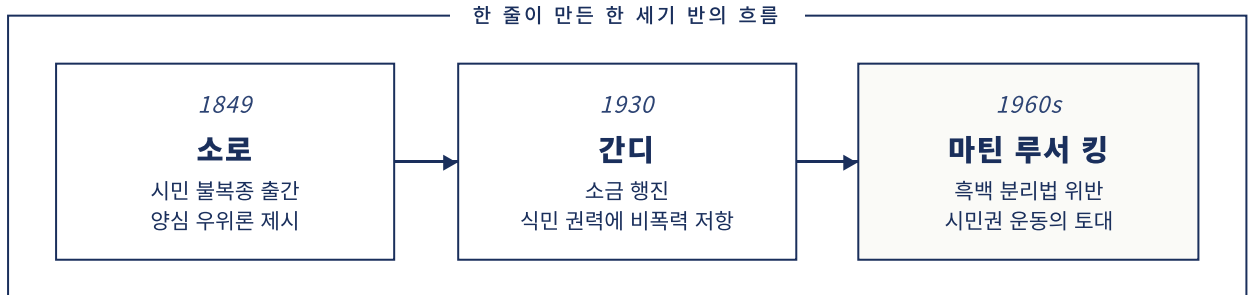 한 줄이 만든 한 세기 반의 흐름
1849
소로
시민 불복종 출간
양심 우위론 제시
1930
간디
소금 행진
식민 권력에 비폭력 저항
1960s
마틴 루서 킹
흑백 분리법 위반
시민권 운동의 토대